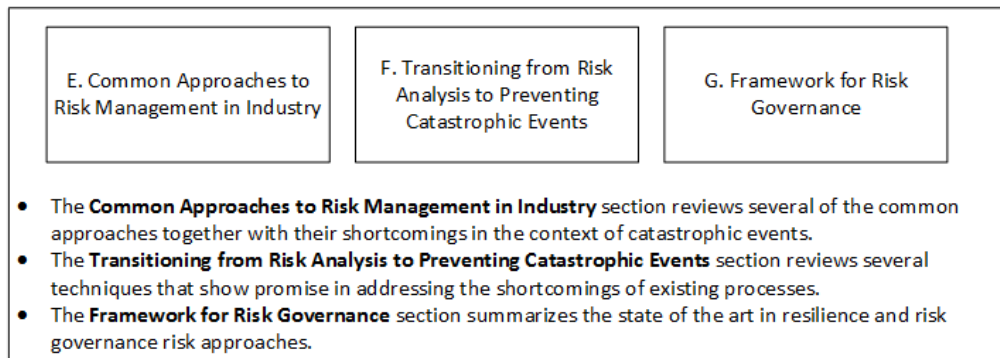 E. Common Approaches to
Risk Management in Industry
F. Transitioning from Risk
Analysis to Preventing
Catastrophic Events
G. Framework for Risk
Governance
• The Common Approaches to Risk Management in Industry section reviews several of the common
approaches together with their shortcomings in the context of catastrophic events.
• The Transitioning from Risk Analysis to Preventing Catastrophic Events section reviews several
techniques that show promise in addressing the shortcomings of existing processes.
• The Framework for Risk Governance section summarizes the state of the art in resilience and risk
governance risk approaches.